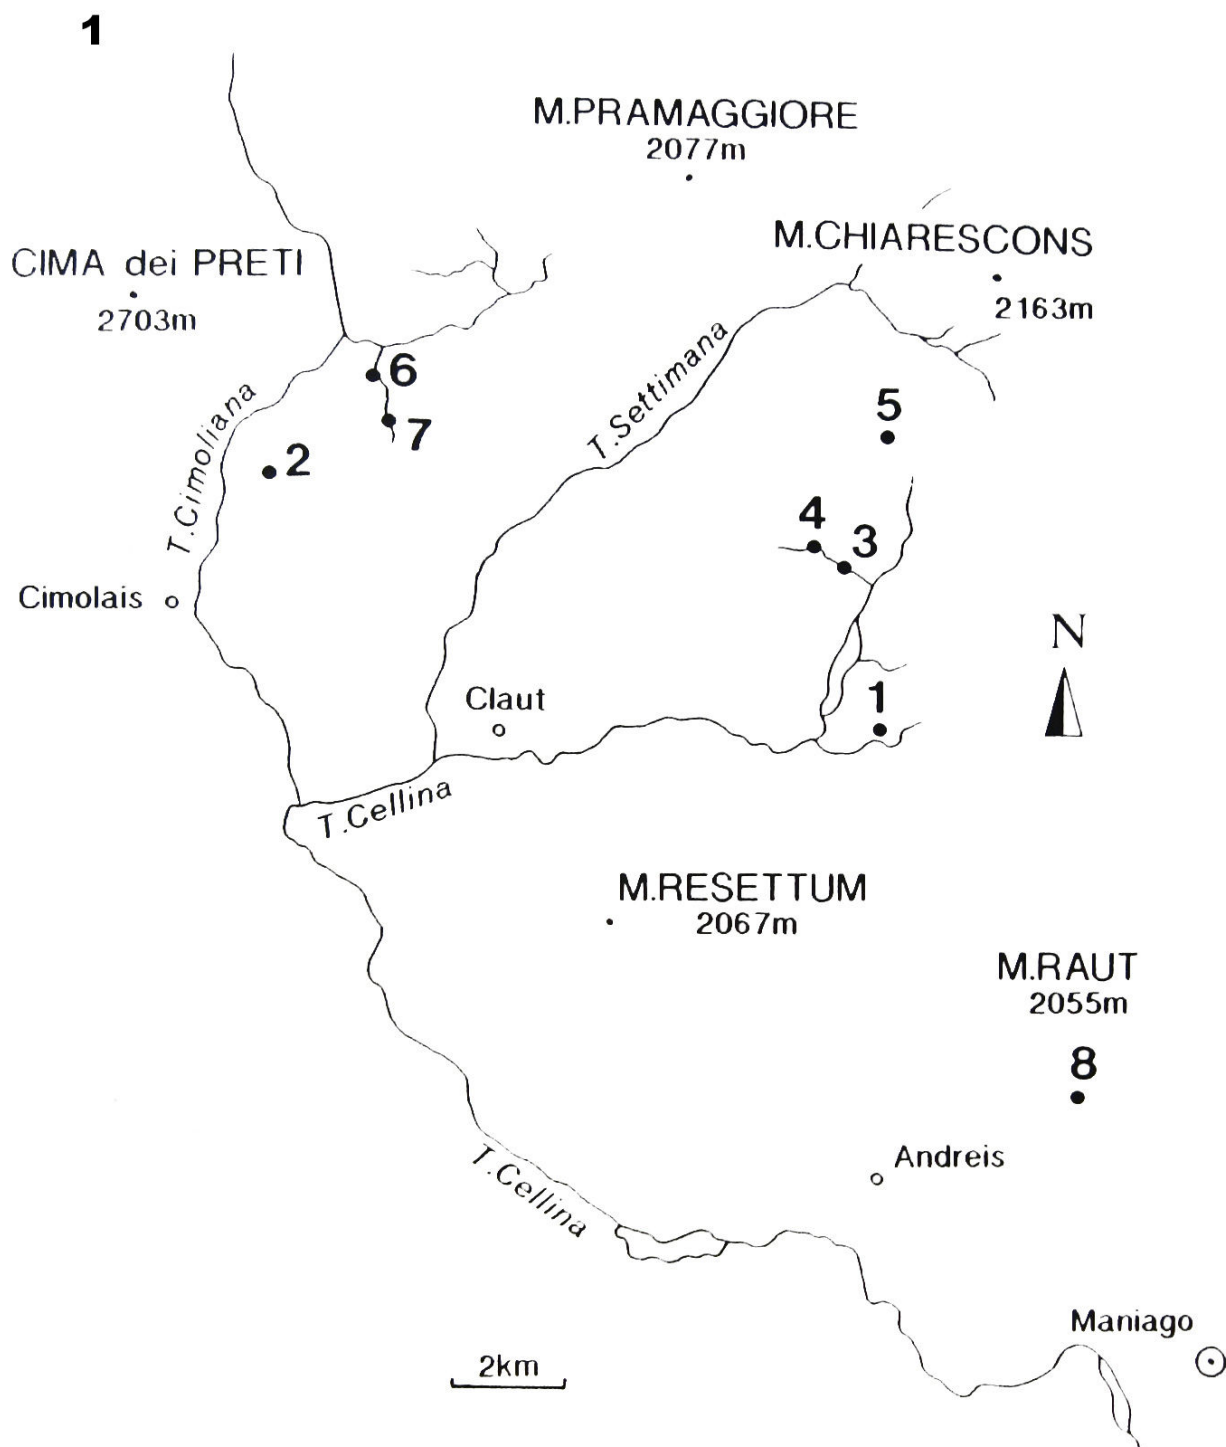 1
M.PRAMAGGIORE
2077m
M.CHIARESCONS
2163m
CIMA dei PRETI
2703m
6
7
T.Cimoliana
2
T.Settimana
5
4
3
Cimolais
N
Claut
1
T.Cellina
M.RESETTUM
2067m
M.RAUT
2055m
8
Andreis
T.Cellina
Maniago
2km